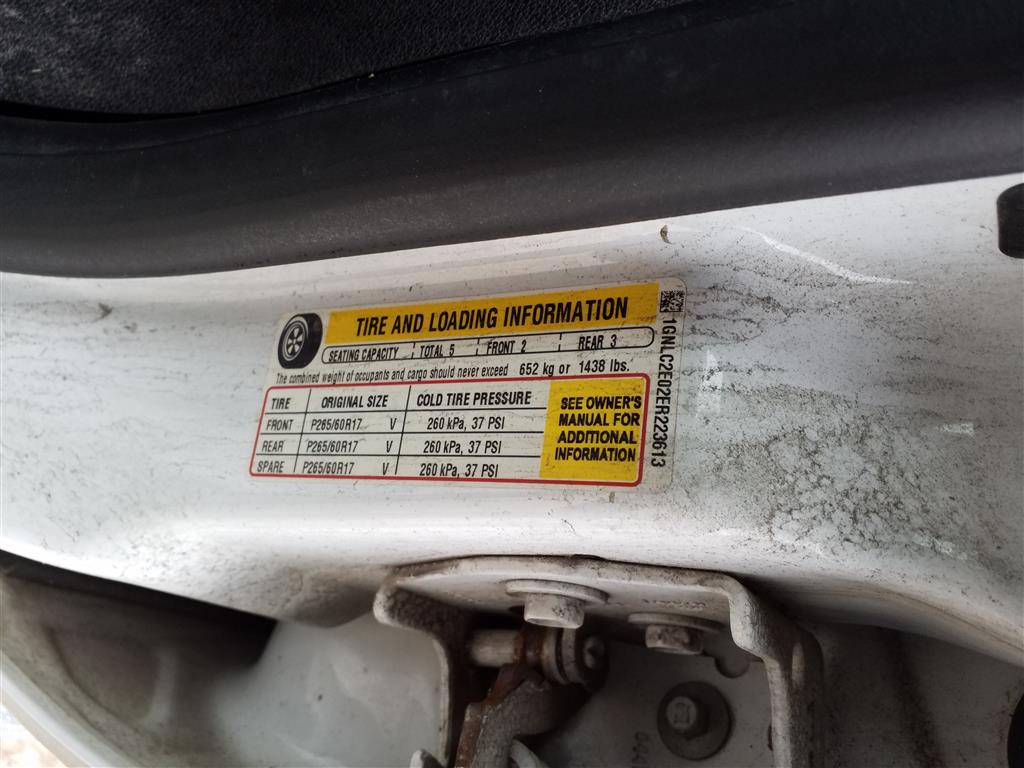 TIRE AND LOADING INFORMATION
SEATING CAPACITY TOTAL 5 FRONT 2 REAR 3
The combined weight of occupants and cargo should never exceed 652 kg or 1438 lbs.
TIRE ORIGINAL SIZE COLD TIRE PRESSURE
FRONT P265/60R17 V 260 kPa, 37 PSI
REAR P265/60R17 V 260 kPa, 37 PSI
SPARE P265/60R17 V 260 kPa, 37 PSI
SEE OWNER'S
MANUAL FOR
ADDITIONAL
INFORMATION
1GNLC2E02ER223613